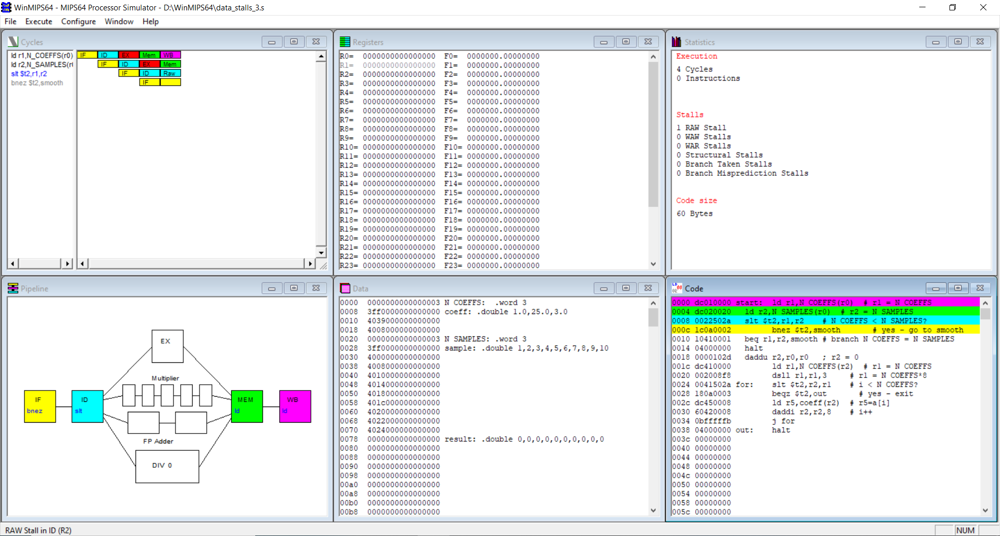 WinMIPS64 - MIPS64 Processor Simulator - D:\WinMIPS64\data_stalls_3.s
File Execute Configure Window Help
Cycles
ld r1,N_COEFFS(r0)
ld r2,N_SAMPLES(r
slt $t2,r1,r2
bnez $t2,smooth
IF ID EX Mem WB
IF ID EX Mem
IF ID Raw
IF
Registers
R0= 0000000000000000 F0= 0000000.00000000
R1= 0000000000000000 F1= 0000000.00000000
R2= 0000000000000000 F2= 0000000.00000000
R3= 0000000000000000 F3= 0000000.00000000
R4= 0000000000000000 F4= 0000000.00000000
R5= 0000000000000000 F5= 0000000.00000000
R6= 0000000000000000 F6= 0000000.00000000
R7= 0000000000000000 F7= 0000000.00000000
R8= 0000000000000000 F8= 0000000.00000000
R9= 0000000000000000 F9= 0000000.00000000
R10= 0000000000000000 F10= 0000000.00000000
R11= 0000000000000000 F11= 0000000.00000000
R12= 0000000000000000 F12= 0000000.00000000
R13= 0000000000000000 F13= 0000000.00000000
R14= 0000000000000000 F14= 0000000.00000000
R15= 0000000000000000 F15= 0000000.00000000
R16= 0000000000000000 F16= 0000000.00000000
R17= 0000000000000000 F17= 0000000.00000000
R18= 0000000000000000 F18= 0000000.00000000
R19= 0000000000000000 F19= 0000000.00000000
R20= 0000000000000000 F20= 0000000.00000000
R21= 0000000000000000 F21= 0000000.00000000
R22= 0000000000000000 F22= 0000000.00000000
R23= 0000000000000000 F23= 0000000.00000000
Statistics
Execution
4 Cycles
0 Instructions
Stalls
1 RAW Stall
0 WAW Stalls
0 WAR Stalls
0 Structural Stalls
0 Branch Taken Stalls
0 Branch Misprediction Stalls
Code size
60 Bytes
Pipeline
EX
Multiplier
IF
bnez
ID
slt
MEM
ld
WB
ld
FP Adder
DIV 0
Data
0000 0000000000000003 N COEFFS: .word 3
0008 3ff0000000000000 coeff: .double 1.0,25.0,3.0
0010 4039000000000000
0018 4008000000000000
0020 0000000000000003 N SAMPLES: .word 3
0028 3ff0000000000000 sample: .double 1,2,3,4,5,6,7,8,9,10
0030 4000000000000000
0038 4008000000000000
0040 4010000000000000
0048 4014000000000000
0050 4018000000000000
0058 401c000000000000
0060 4020000000000000
0068 4022000000000000
0070 4024000000000000
0078 0000000000000000 result: .double 0,0,0,0,0,0,0,0,0,0
0080 0000000000000000
0088 0000000000000000
0090 0000000000000000
0098 0000000000000000
00a0 0000000000000000
00a8 0000000000000000
00b0 0000000000000000
00b8 0000000000000000
Code
0000 dc010000 start: ld r1,N COEFFS(r0) # r1 = N COEFFS
0004 dc020020 ld r2,N SAMPLES(r0) # r2 = N SAMPLES
0008 0022502a slt $t2,r1,r2 # N COEFFS < N SAMPLES?
000c 1c0a0002 bnez $t2,smooth # yes - go to smooth
0010 10410001 beq r1,r2,smooth # branch N COEFFS = N SAMPLES
0014 04000000 halt
0018 0000102d daddu r2,r0,r0 ; r2 = 0
001c dc410000 ld r1,N COEFFS(r2) # r1 = N COEFFS
0020 002008f8 dsll r1,r1,3 # r1 = N COEFFS*8
0024 0041502a for: slt $t2,r2,r1 # i < N COEFFS?
0028 180a0003 beqz $t2,out # yes - exit
002c dc450008 ld r5,coeff(r2) # r5=a[i]
0030 60420008 daddi r2,r2,8 # i++
0034 0bfffffb j for
0038 04000000 out: halt
003c 00000000
0040 00000000
0044 00000000
0048 00000000
004c 00000000
0050 00000000
0054 00000000
0058 00000000
005c 00000000
RAW Stall in ID (R2)
NUM